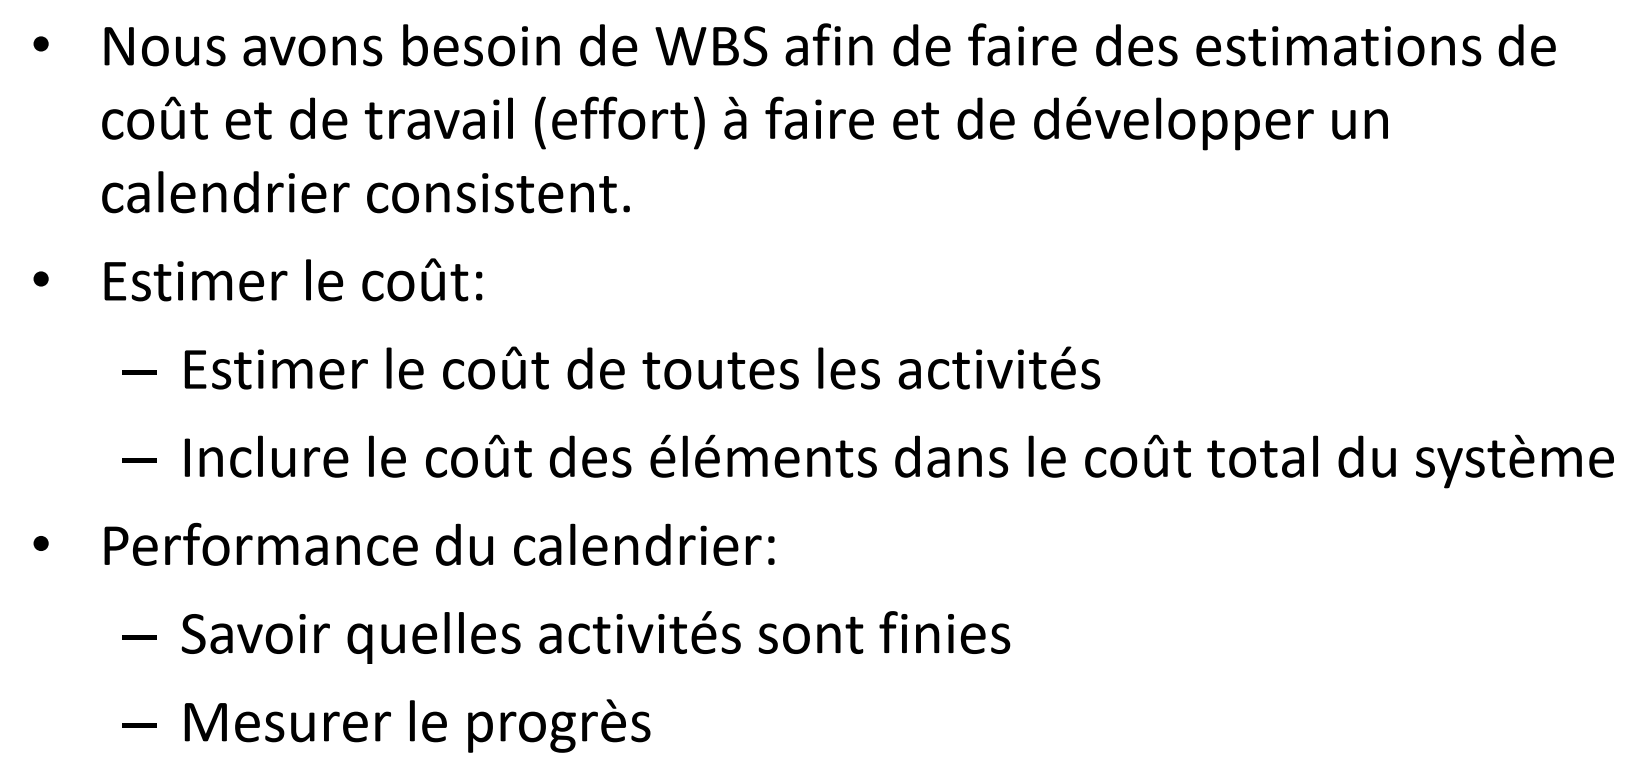 • Nous avons besoin de WBS afin de faire des estimations de
coût et de travail (effort) à faire et de développer un
calendrier consistent.
• Estimer le coût:
– Estimer le coût de toutes les activités
– Inclure le coût des éléments dans le coût total du système
• Performance du calendrier:
– Savoir quelles activités sont finies
– Mesurer le progrès